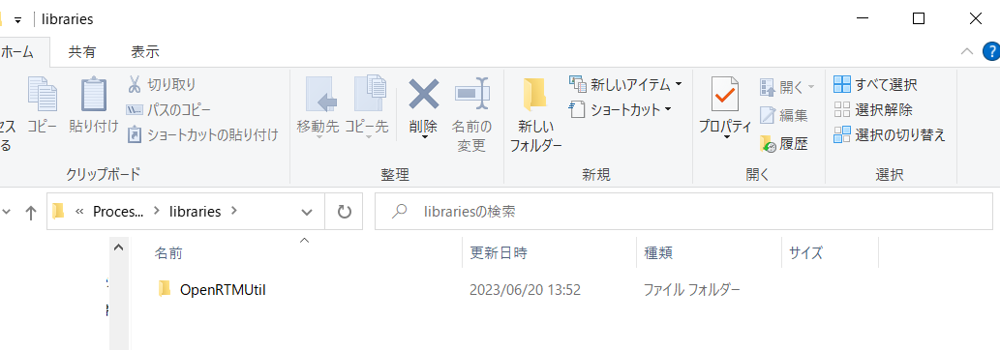 libraries
ホーム 共有 表示
コピー 貼り付け 切り取り パスのコピー ショートカットの貼り付け
クリップボード
移動先 コピー先 削除 名前の変更
整理
新しいフォルダー 新しいアイテム ショートカット
新規
プロパティ 開く 編集 履歴
開く
すべて選択 選択解除 選択の切り替え
選択
« Proces... libraries librariesの検索
名前 更新日時 種類 サイズ
OpenRTMUtil 2023/06/20 13:52 ファイル フォルダー